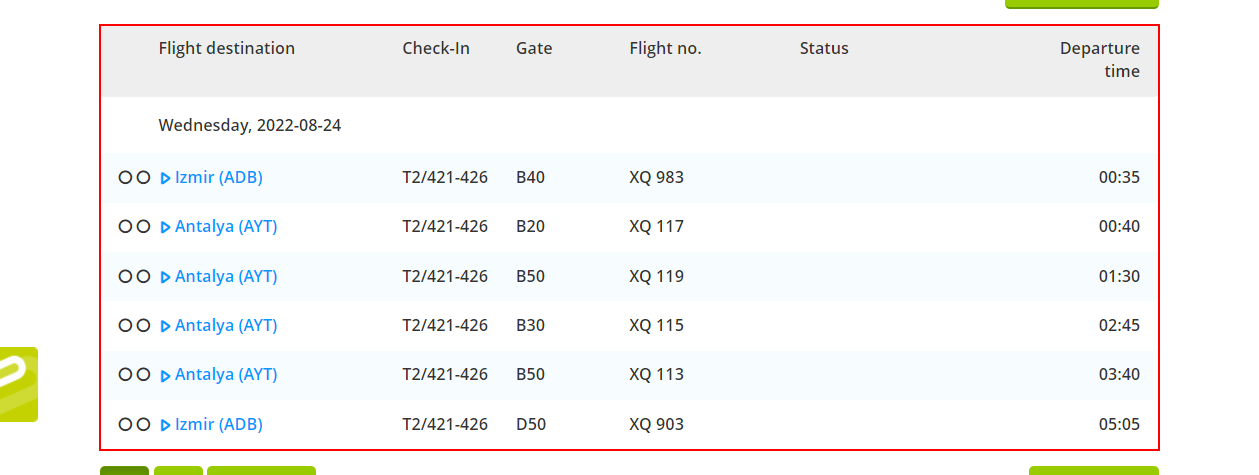 Flight destination Check-In Gate Flight no. Status Departure
time
Wednesday, 2022-08-24
Izmir (ADB) T2/421-426 B40 XQ 983 00:35
Antalya (AYT) T2/421-426 B20 XQ 117 00:40
Antalya (AYT) T2/421-426 B50 XQ 119 01:30
Antalya (AYT) T2/421-426 B30 XQ 115 02:45
Antalya (AYT) T2/421-426 B50 XQ 113 03:40
Izmir (ADB) T2/421-426 D50 XQ 903 05:05